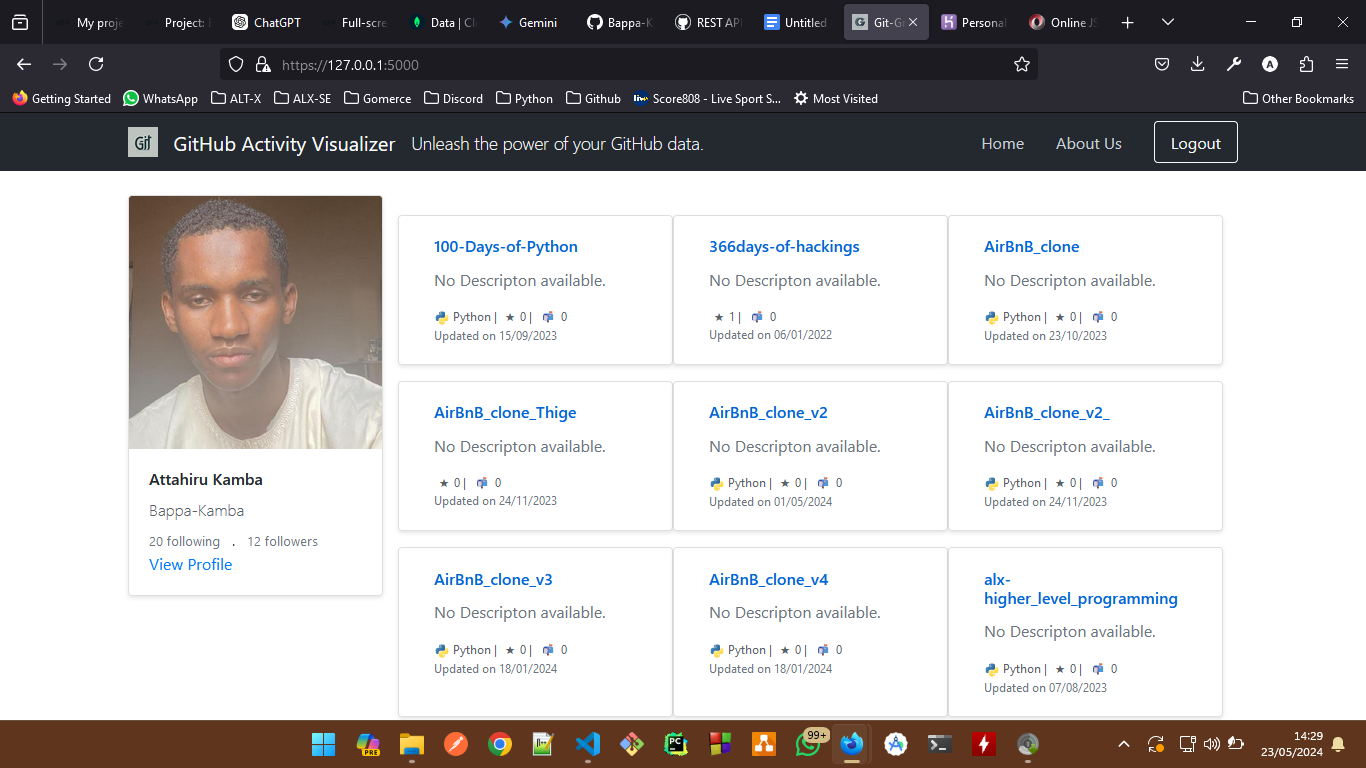 My proje
Project:
ChatGPT
Full-scre
Data | Cl
Gemini
Bappa-K
REST API
Untitled
Git-Gr
Personal
Online JS
https://127.0.0.1:5000
Getting Started
WhatsApp
ALT-X
ALX-SE
Gomerce
Discord
Python
Github
Score808 - Live Sport S...
Most Visited
Other Bookmarks
Git
GitHub Activity Visualizer
Unleash the power of your GitHub data.
Home
About Us
Logout
Attahiru Kamba
Bappa-Kamba
20 following . 12 followers
View Profile
100-Days-of-Python
No Descripton available.
Python | ★ 0 | 0
Updated on 15/09/2023
366days-of-hackings
No Descripton available.
★ 1 | 0
Updated on 06/01/2022
AirBnB_clone
No Descripton available.
Python | ★ 0 | 0
Updated on 23/10/2023
AirBnB_clone_Thige
No Descripton available.
★ 0 | 0
Updated on 24/11/2023
AirBnB_clone_v2
No Descripton available.
Python | ★ 0 | 0
Updated on 01/05/2024
AirBnB_clone_v2_
No Descripton available.
Python | ★ 0 | 0
Updated on 24/11/2023
AirBnB_clone_v3
No Descripton available.
Python | ★ 0 | 0
Updated on 18/01/2024
AirBnB_clone_v4
No Descripton available.
Python | ★ 0 | 0
Updated on 18/01/2024
alx-
higher_level_programming
No Descripton available.
Python | ★ 0 | 0
Updated on 07/08/2023
PRE
PC
99+
14:29
23/05/2024